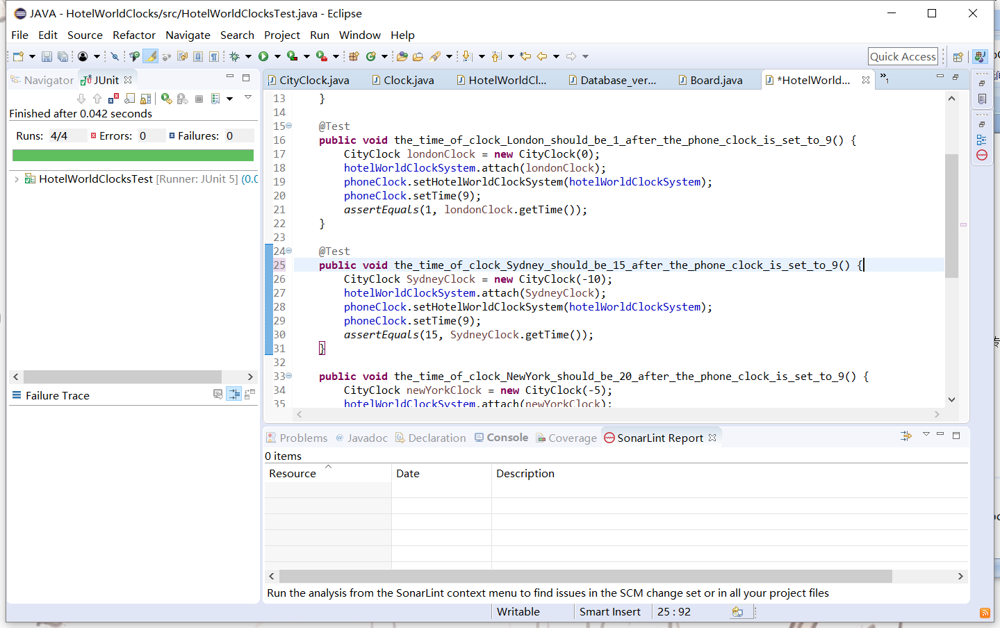 JAVA - HotelWorldClocks/src/HotelWorldClocksTest.java - Eclipse
File Edit Source Refactor Navigate Search Project Run Window Help
Quick Access
Navigator JUnit
CityClock.java Clock.java HotelWorldCl... Database_ver... Board.java *HotelWorld... »1
Finished after 0.042 seconds
Runs: 4/4 Errors: 0 Failures: 0
HotelWorldClocksTest [Runner: JUnit 5] (0.0
Failure Trace
13 }
14
15 @Test
16 public void the_time_of_clock_London_should_be_1_after_the_phone_clock_is_set_to_9() {
17 CityClock londonClock = new CityClock(0);
18 hotelWorldClockSystem.attach(londonClock);
19 phoneClock.setHotelWorldClockSystem(hotelWorldClockSystem);
20 phoneClock.setTime(9);
21 assertEquals(1, londonClock.getTime());
22 }
23
24 @Test
25 public void the_time_of_clock_Sydney_should_be_15_after_the_phone_clock_is_set_to_9() {
26 CityClock SydneyClock = new CityClock(-10);
27 hotelWorldClockSystem.attach(SydneyClock);
28 phoneClock.setHotelWorldClockSystem(hotelWorldClockSystem);
29 phoneClock.setTime(9);
30 assertEquals(15, SydneyClock.getTime());
31 }
32
33 public void the_time_of_clock_NewYork_should_be_20_after_the_phone_clock_is_set_to_9() {
34 CityClock newYorkClock = new CityClock(-5);
35 hotelWorldClockSystem.attach(newYorkClock);
Problems Javadoc Declaration Console Coverage SonarLint Report
0 items
Resource Date Description
Run the analysis from the SonarLint context menu to find issues in the SCM change set or in all your project files
Writable Smart Insert 25 : 92